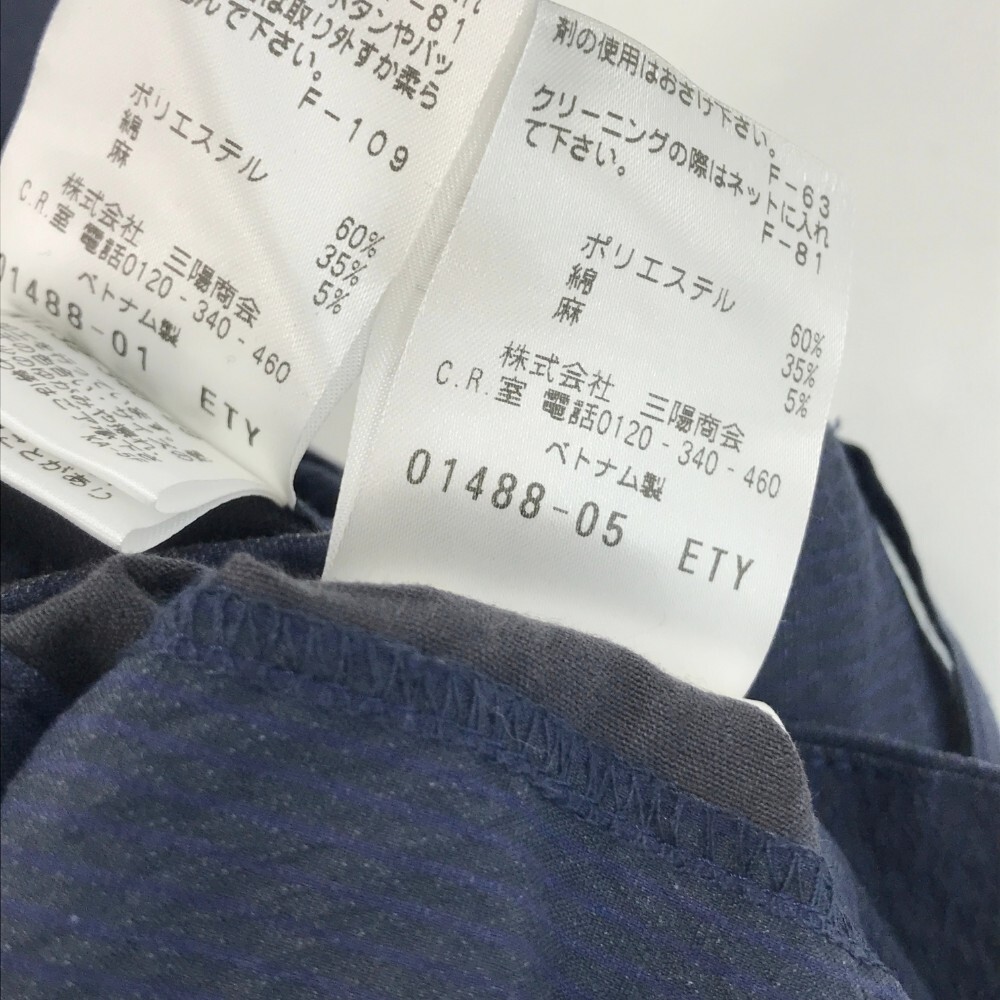 -81
ボタンやバッ
は取り外すか柔ら
んで下さい。
F-109
ポリエステル 60%
綿 35%
麻 5%
株式会社 三陽商会
C.R.室 電話0120-340-460
ベトナム製
01488-01 ETY
ことがあり
剤の使用はおさけ下さい。
F-63
クリーニングの際はネットに入れ
て下さい。
F-81
ポリエステル 60%
綿 35%
麻 5%
株式会社 三陽商会
C.R.室 電話0120-340-460
ベトナム製
01488-05 ETY